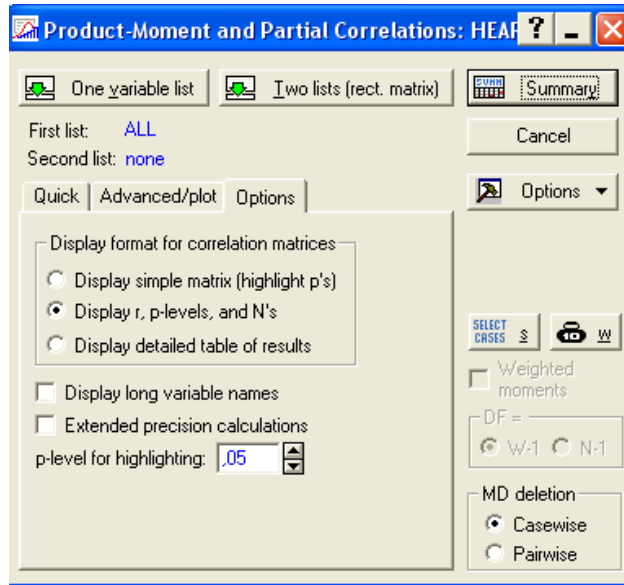 Product-Moment and Partial Correlations: HEAR
One variable list
Two lists (rect. matrix)
Summary
First list: ALL
Second list: none
Cancel
Quick
Advanced/plot
Options
Options
Display format for correlation matrices
Display simple matrix (highlight p's)
Display r, p-levels, and N's
Display detailed table of results
Display long variable names
Extended precision calculations
p-level for highlighting: ,05
SELECT CASES S
W
Weighted moments
DF =
W-1 N-1
MD deletion
Casewise
Pairwise